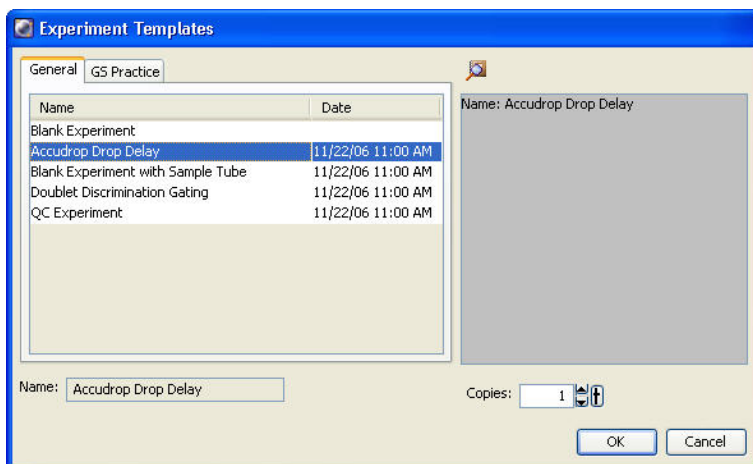 Experiment Templates
General GS Practice
Name Date
Blank Experiment
Accudrop Drop Delay 11/22/06 11:00 AM
Blank Experiment with Sample Tube 11/22/06 11:00 AM
Doublet Discrimination Gating 11/22/06 11:00 AM
QC Experiment 11/22/06 11:00 AM
Name: Accudrop Drop Delay
Name: Accudrop Drop Delay
Copies: 1
OK Cancel